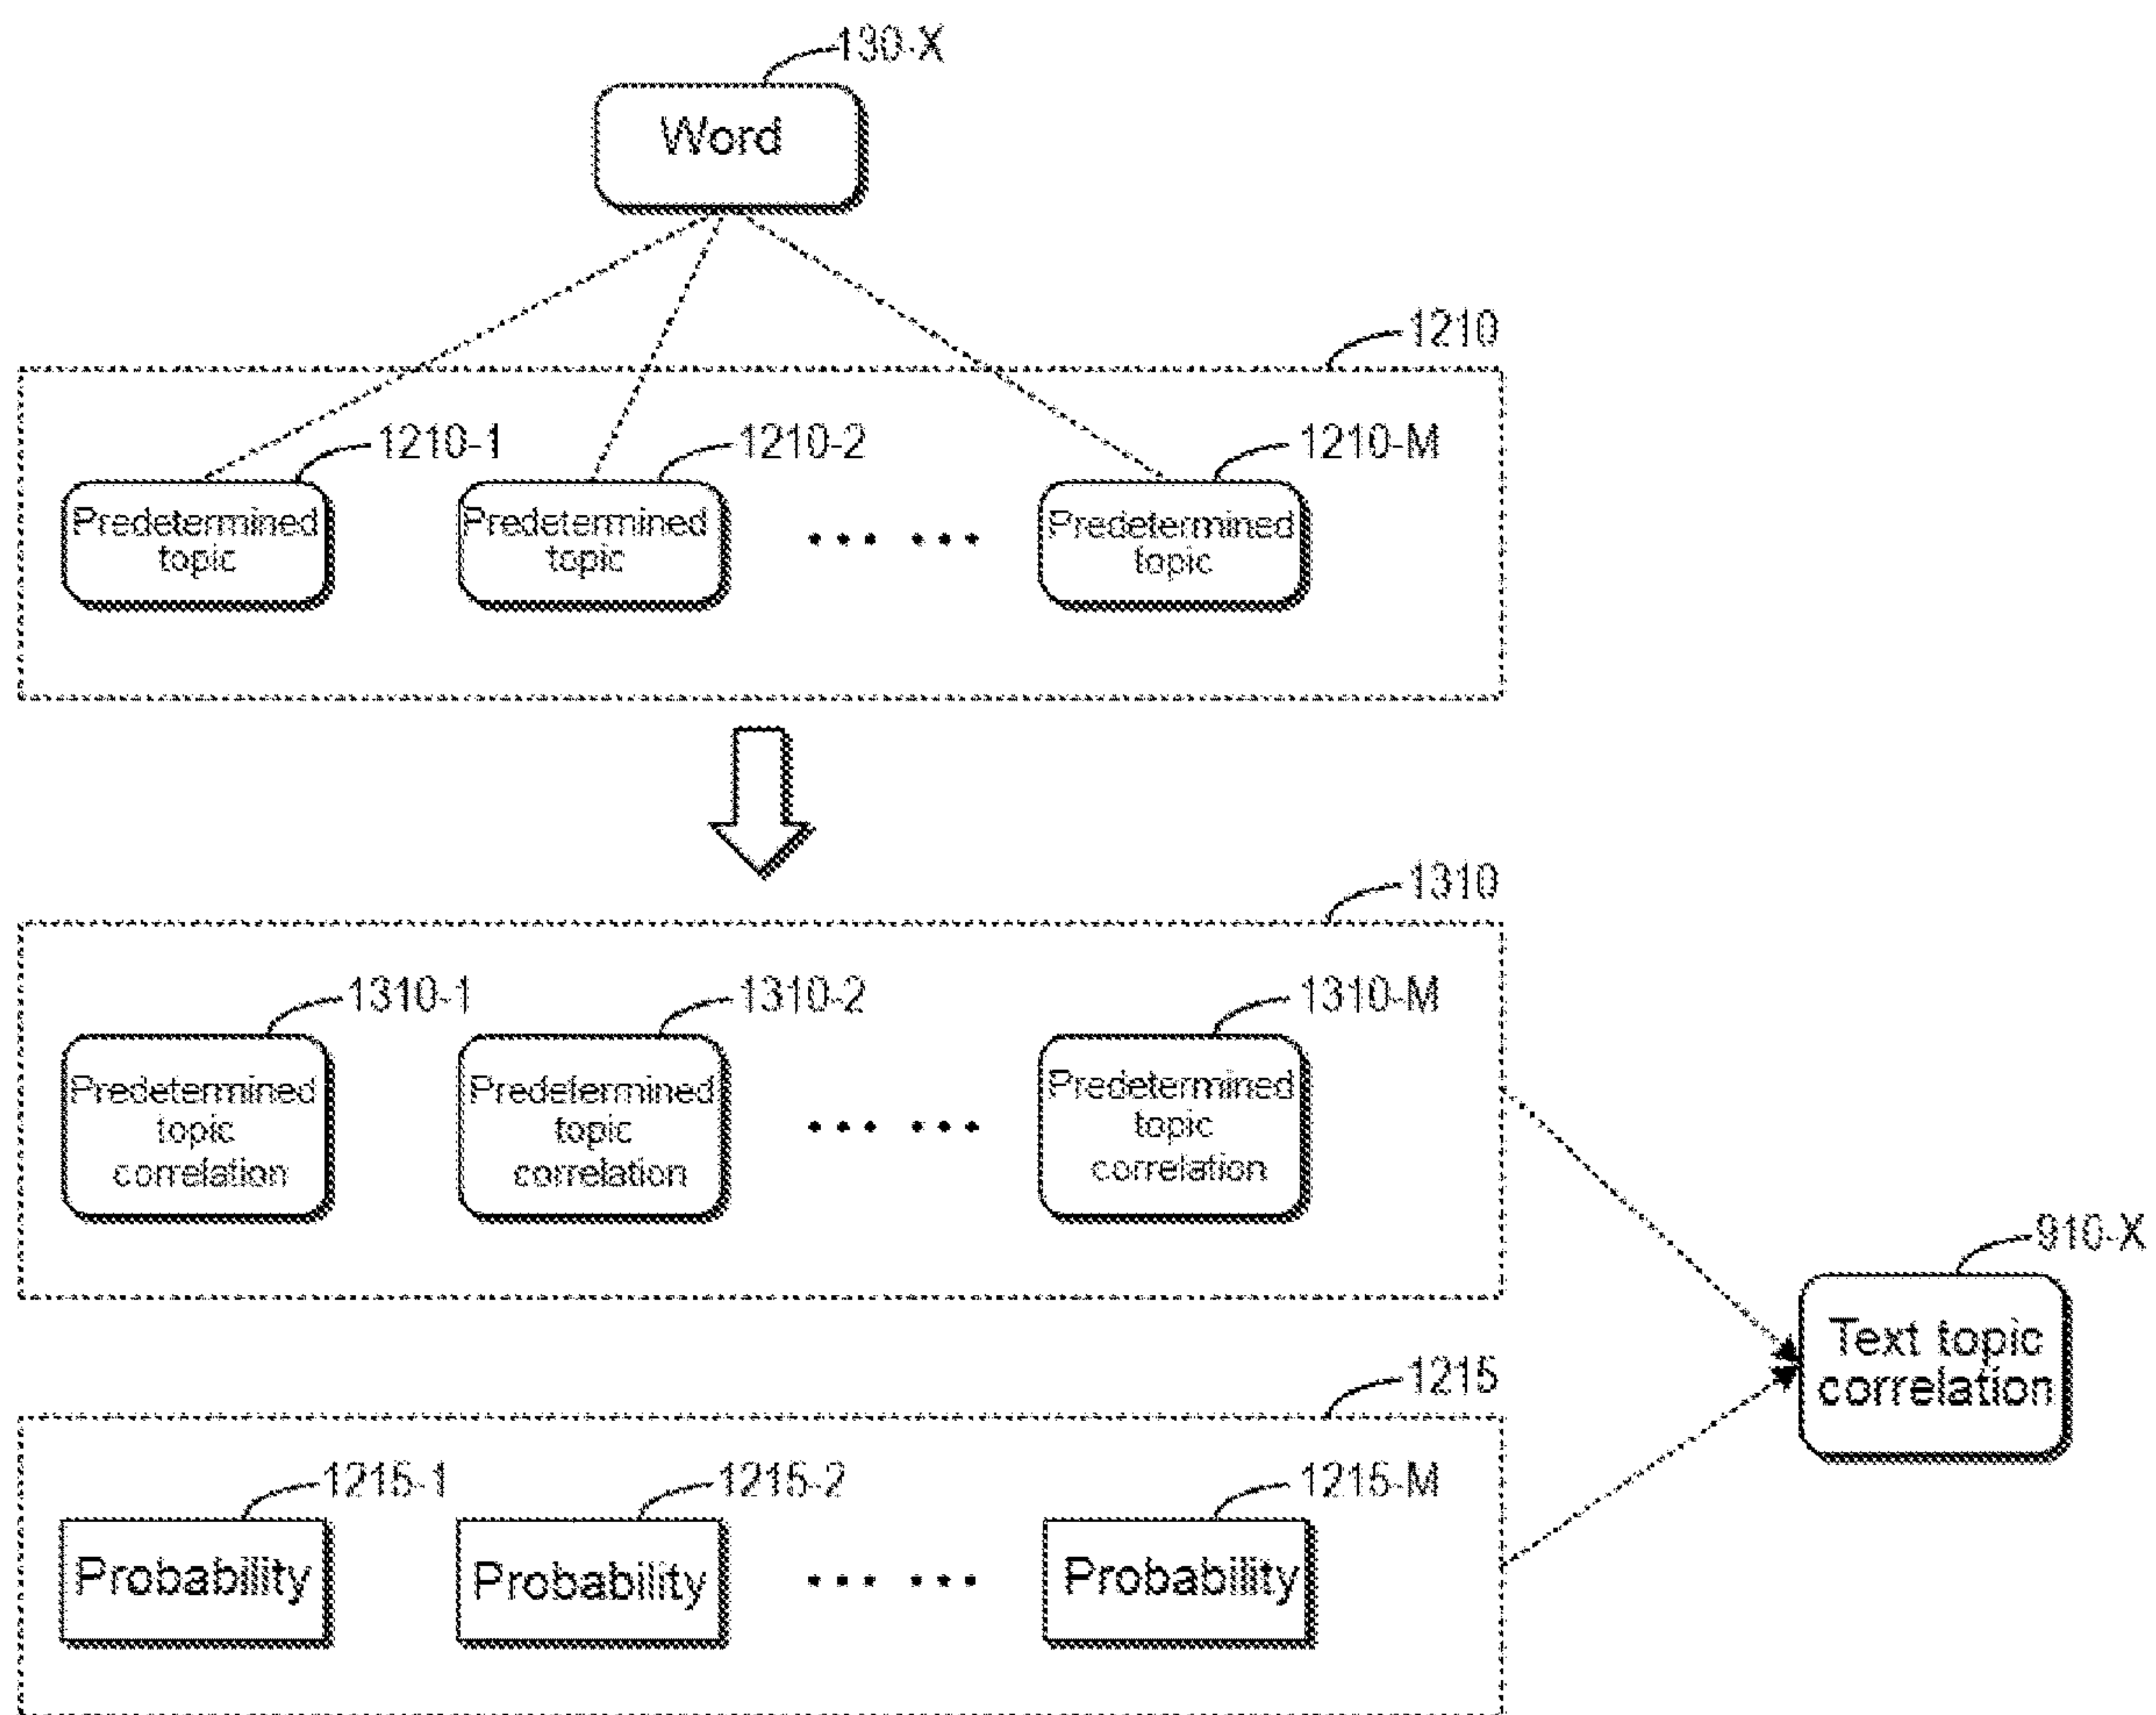 130-X
Word
1210
1210-1
1210-2
1210-M
Predetermined
topic
Predetermined
topic
... ...
Predetermined
topic
1310
1310-1
1310-2
1310-M
Predetermined
topic
correlation
Predetermined
topic
correlation
... ...
Predetermined
topic
correlation
910-X
Text topic
correlation
1215
1215-1
1215-2
1215-M
Probability
Probability
... ...
Probability